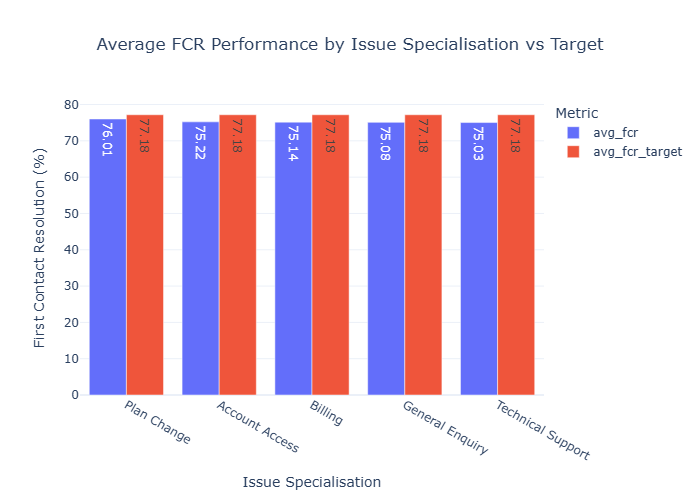 Average FCR Performance by Issue Specialisation vs Target
Metric
avg_fcr
avg_fcr_target
First Contact Resolution (%)
80
70
60
50
40
30
20
10
0
76.01
77.18
75.22
77.18
75.14
77.18
75.08
77.18
75.03
77.18
Plan Change
Account Access
Billing
General Enquiry
Technical Support
Issue Specialisation